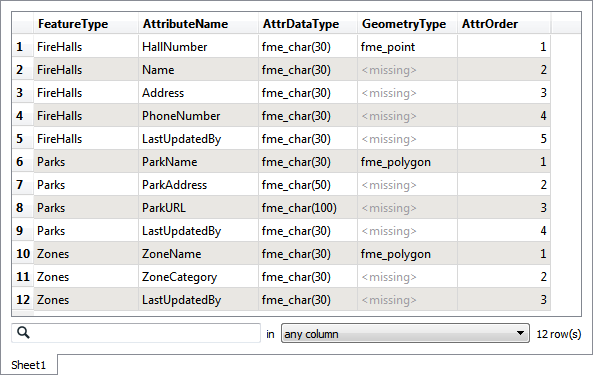 FeatureType AttributeName AttrDataType GeometryType AttrOrder
1 FireHalls HallNumber fme_char(30) fme_point 1
2 FireHalls Name fme_char(30) <missing> 2
3 FireHalls Address fme_char(30) <missing> 3
4 FireHalls PhoneNumber fme_char(30) <missing> 4
5 FireHalls LastUpdatedBy fme_char(30) <missing> 5
6 Parks ParkName fme_char(30) fme_polygon 1
7 Parks ParkAddress fme_char(50) <missing> 2
8 Parks ParkURL fme_char(100) <missing> 3
9 Parks LastUpdatedBy fme_char(30) <missing> 4
10 Zones ZoneName fme_char(30) fme_polygon 1
11 Zones ZoneCategory fme_char(30) <missing> 2
12 Zones LastUpdatedBy fme_char(30) <missing> 3
in any column 12 row(s)
Sheet1